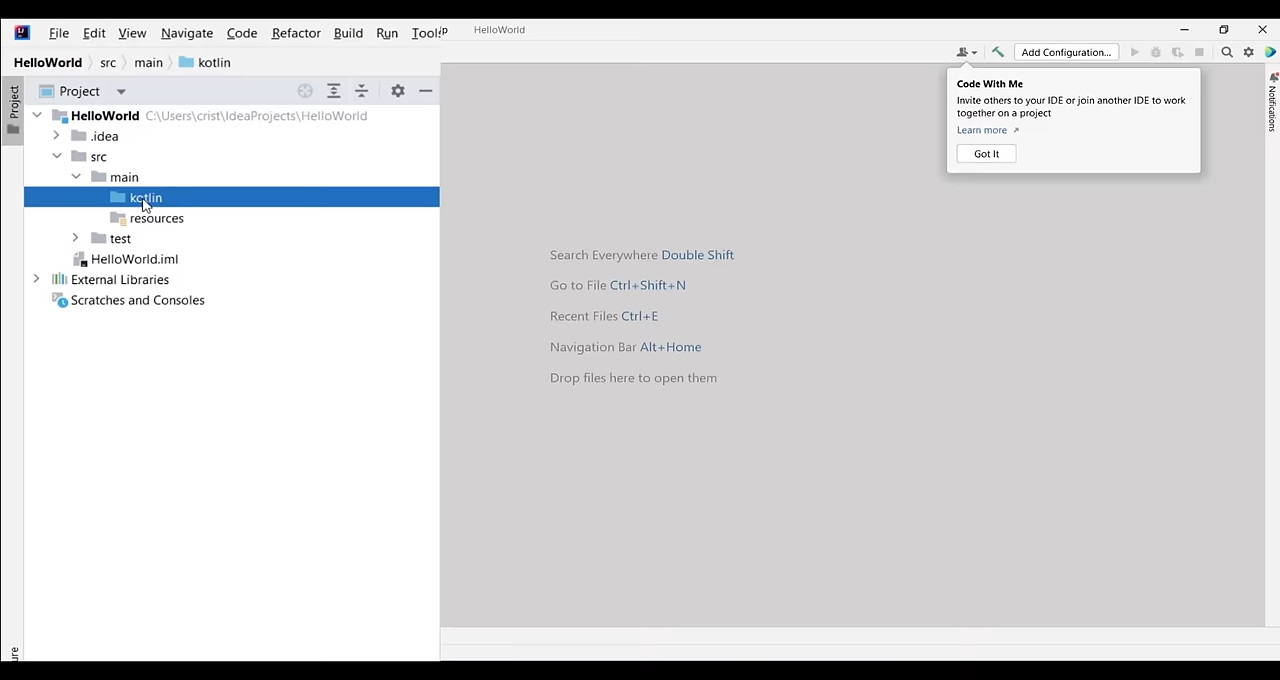 File Edit View Navigate Code Refactor Build Run Tools
HelloWorld
HelloWorld src main kotlin
Add Configuration...
Project
Project
HelloWorld C:\Users\crist\IdeaProjects\HelloWorld
.idea
src
main
kotlin
resources
test
HelloWorld.iml
External Libraries
Scratches and Consoles
Code With Me
Invite others to your IDE or join another IDE to work
together on a project
Learn more
Got It
Notifications
Search Everywhere Double Shift
Go to File Ctrl+Shift+N
Recent Files Ctrl+E
Navigation Bar Alt+Home
Drop files here to open them